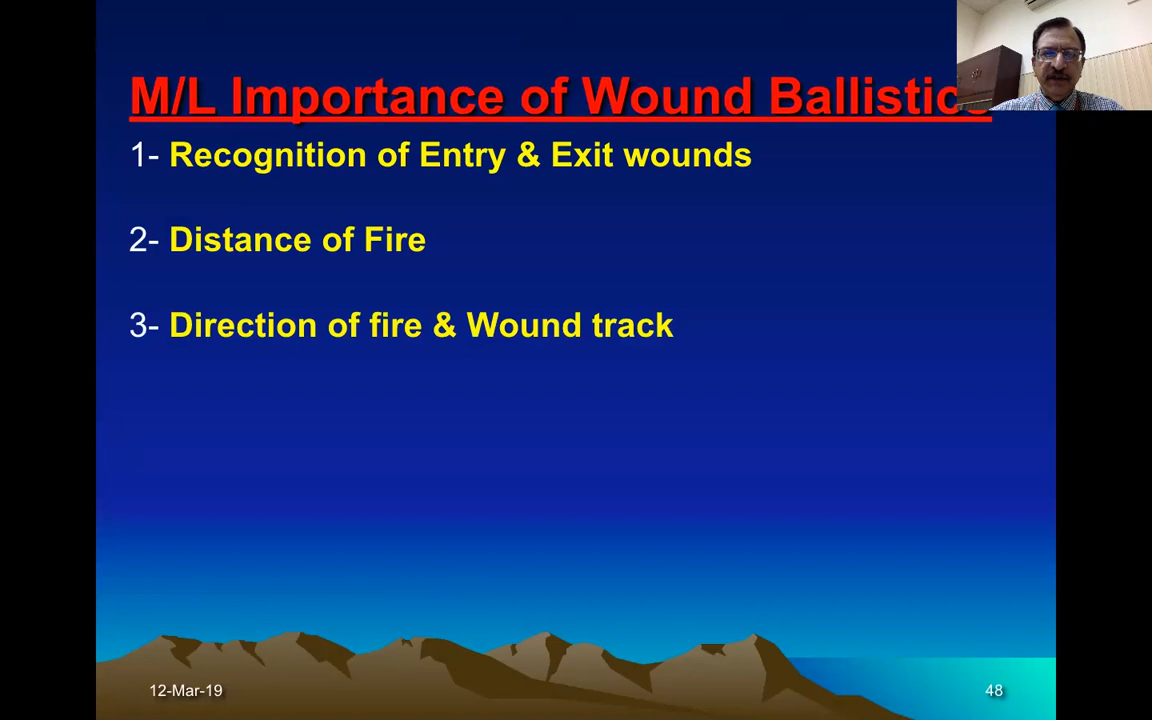 M/L Importance of Wound Ballistics
1- Recognition of Entry & Exit wounds
2- Distance of Fire
3- Direction of fire & Wound track
12-Mar-19
48